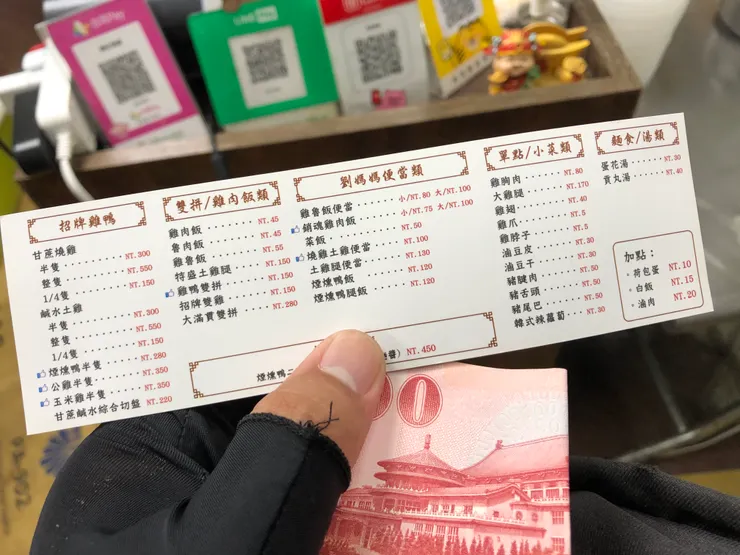 招牌雞鴨
甘蔗燒雞
半隻 ‧‧‧‧‧‧ NT.300
整隻 ‧‧‧‧‧‧ NT.550
1/4隻 ‧‧‧‧‧ NT.150
鹹水土雞
半隻 ‧‧‧‧‧‧ NT.300
整隻 ‧‧‧‧‧‧ NT.550
1/4隻 ‧‧‧‧‧ NT.150
煙燻鴨半隻 ‧‧‧ NT.280
公雞半隻 ‧‧‧‧ NT.350
玉米雞半隻 ‧‧‧ NT.350
甘蔗鹹水綜合切盤 NT.220
雙拼/雞肉飯類
雞肉飯 ‧‧‧‧‧‧ NT.45
魯肉飯 ‧‧‧‧‧‧ NT.45
雞魯飯 ‧‧‧‧‧‧ NT.55
特盛土雞腿 ‧‧‧ NT.150
雞鴨雙拼 ‧‧‧‧ NT.150
招牌雙雞 ‧‧‧‧ NT.150
大滿貫雙拼 ‧‧‧ NT.280
劉媽媽便當類
雞魯飯便當 ‧‧‧ 小/NT.80 大/NT.100
銷魂雞肉飯 ‧‧‧ 小/NT.75 大/NT.100
菜飯 ‧‧‧‧‧‧ NT.50
燒雞土雞便當 ‧‧ NT.100
土雞腿便當 ‧‧‧ NT.130
煙燻鴨飯 ‧‧‧‧ NT.120
煙燻鴨腿飯 ‧‧‧ NT.120
煙燻鴨二 NT.450
單點/小菜類
雞胸肉 ‧‧‧‧‧ NT.80
大雞腿 ‧‧‧‧‧ NT.170
雞翅 ‧‧‧‧‧‧ NT.40
雞爪 ‧‧‧‧‧‧ NT.5
雞脖子 ‧‧‧‧‧ NT.5
滷豆皮 ‧‧‧‧‧ NT.30
滷豆干 ‧‧‧‧‧ NT.30
豬腱肉 ‧‧‧‧‧ NT.50
豬舌頭 ‧‧‧‧‧ NT.50
豬尾巴 ‧‧‧‧‧ NT.50
韓式辣蘿蔔 ‧‧‧ NT.30
麵食/湯類
蛋花湯 ‧‧‧‧‧ NT.30
貢丸湯 ‧‧‧‧‧ NT.40
加點：
‧荷包蛋 NT.10
‧白飯 NT.15
‧滷肉 NT.20